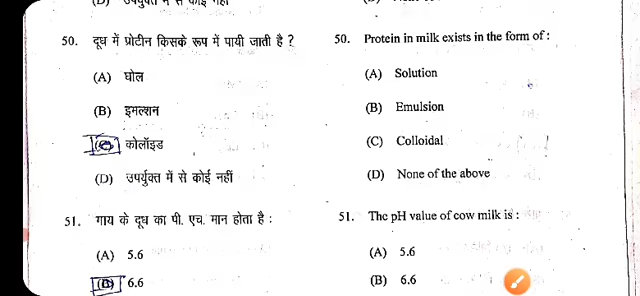 50. दूध में प्रोटीन किसके रूप में पायी जाती है ?
(A) घोल
(B) इमल्शन
(C) कोलॉइड
(D) उपर्युक्त में से कोई नहीं
51. गाय के दूध का पी. एच. मान होता है :
(A) 5.6
(B) 6.6
50. Protein in milk exists in the form of :
(A) Solution
(B) Emulsion
(C) Colloidal
(D) None of the above
51. The pH value of cow milk is :
(A) 5.6
(B) 6.6